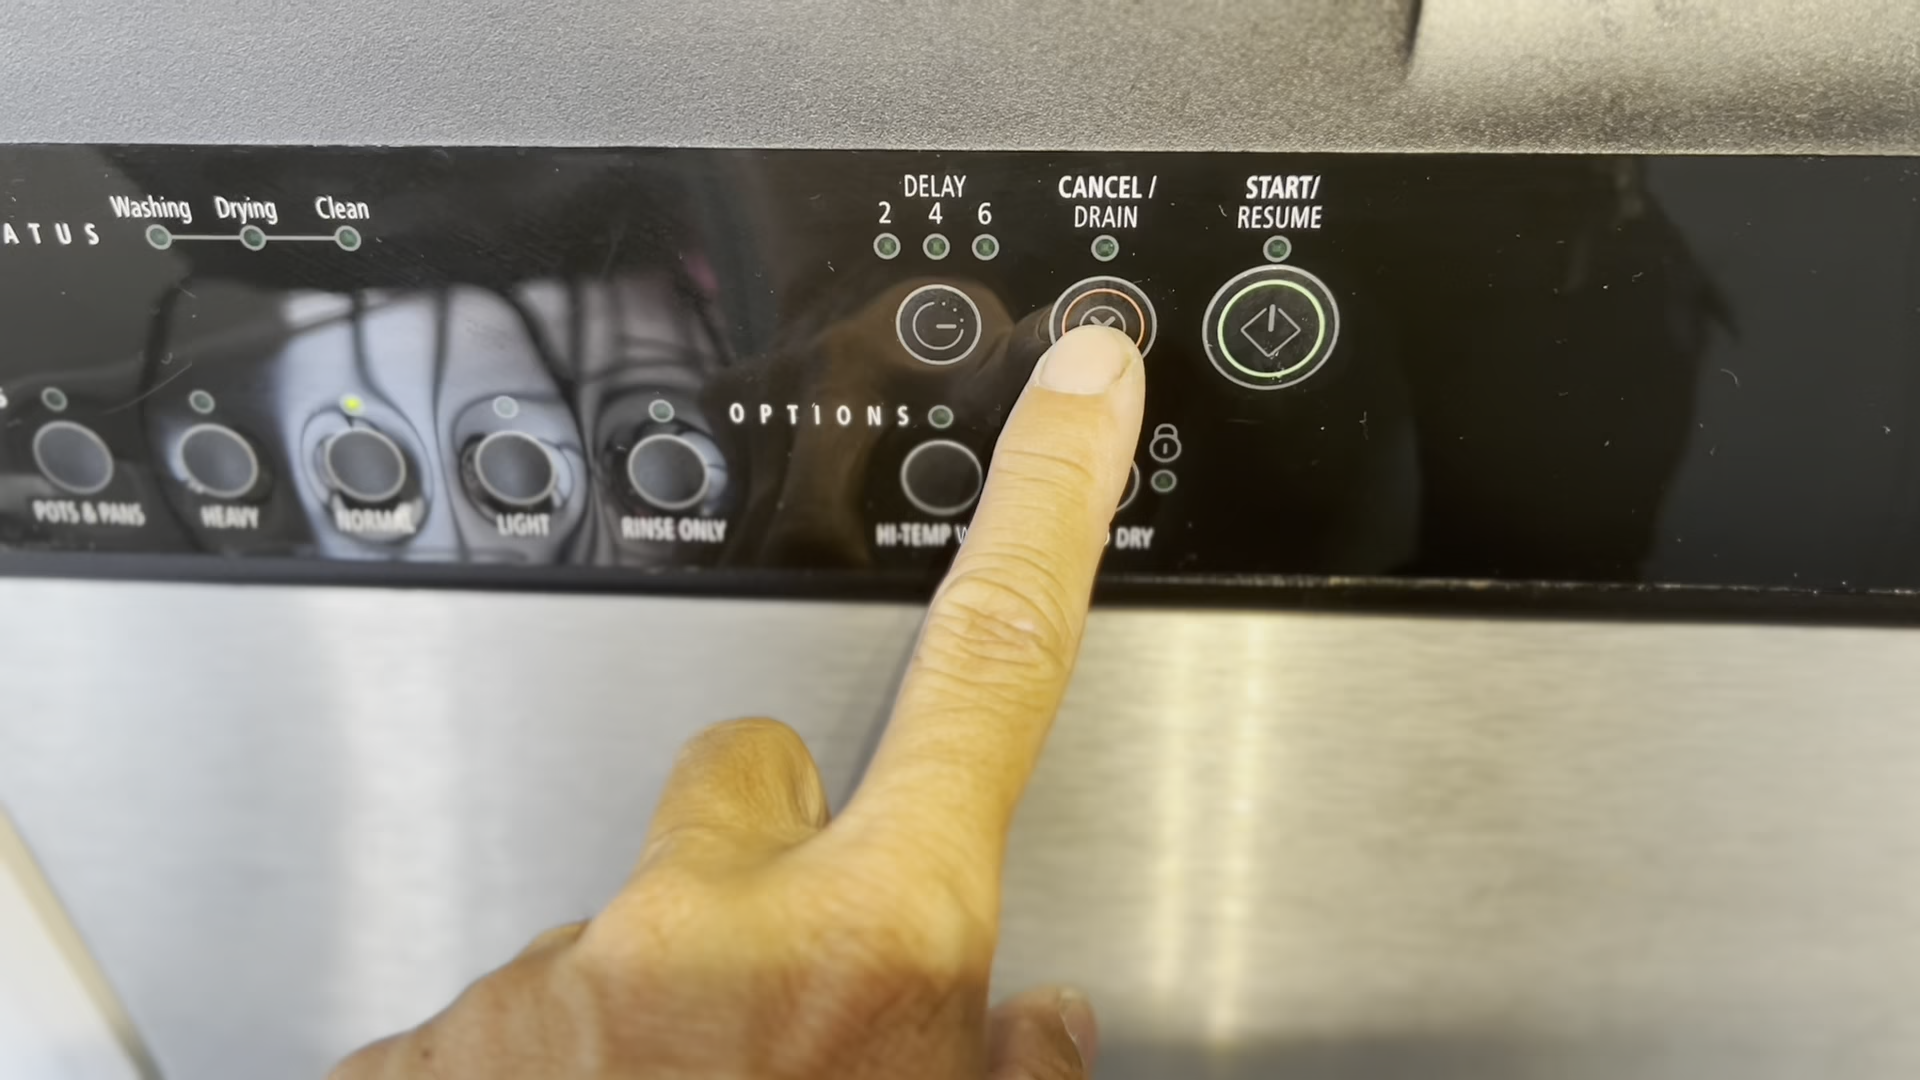 ATUS
Washing Drying Clean
DELAY
2 4 6
CANCEL /
DRAIN
START/
RESUME
S
OPTIONS
POTS & PANS
HEAVY
NORMAL
LIGHT
RINSE ONLY
HI-TEMP
DRY